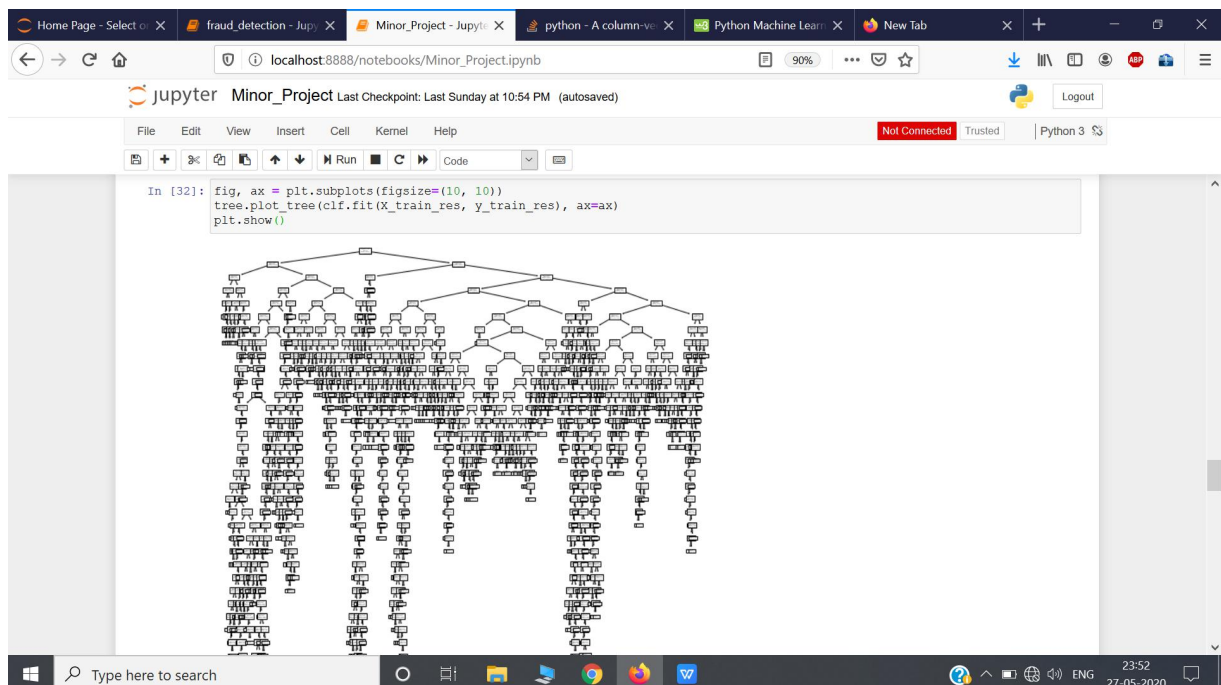 Home Page - Select o
fraud_detection - Jupy
Minor_Project - Jupyte
python - A column-ve
Python Machine Learn
New Tab
localhost:8888/notebooks/Minor_Project.ipynb
90%
ABP
jupyter Minor_Project Last Checkpoint: Last Sunday at 10:54 PM (autosaved)
Logout
File Edit View Insert Cell Kernel Help
Not Connected Trusted Python 3
Run Code
In [32]: fig, ax = plt.subplots(figsize=(10, 10))
tree.plot_tree(clf.fit(X_train_res, y_train_res), ax=ax)
plt.show()
Type here to search
ENG
23:52
27-05-2020